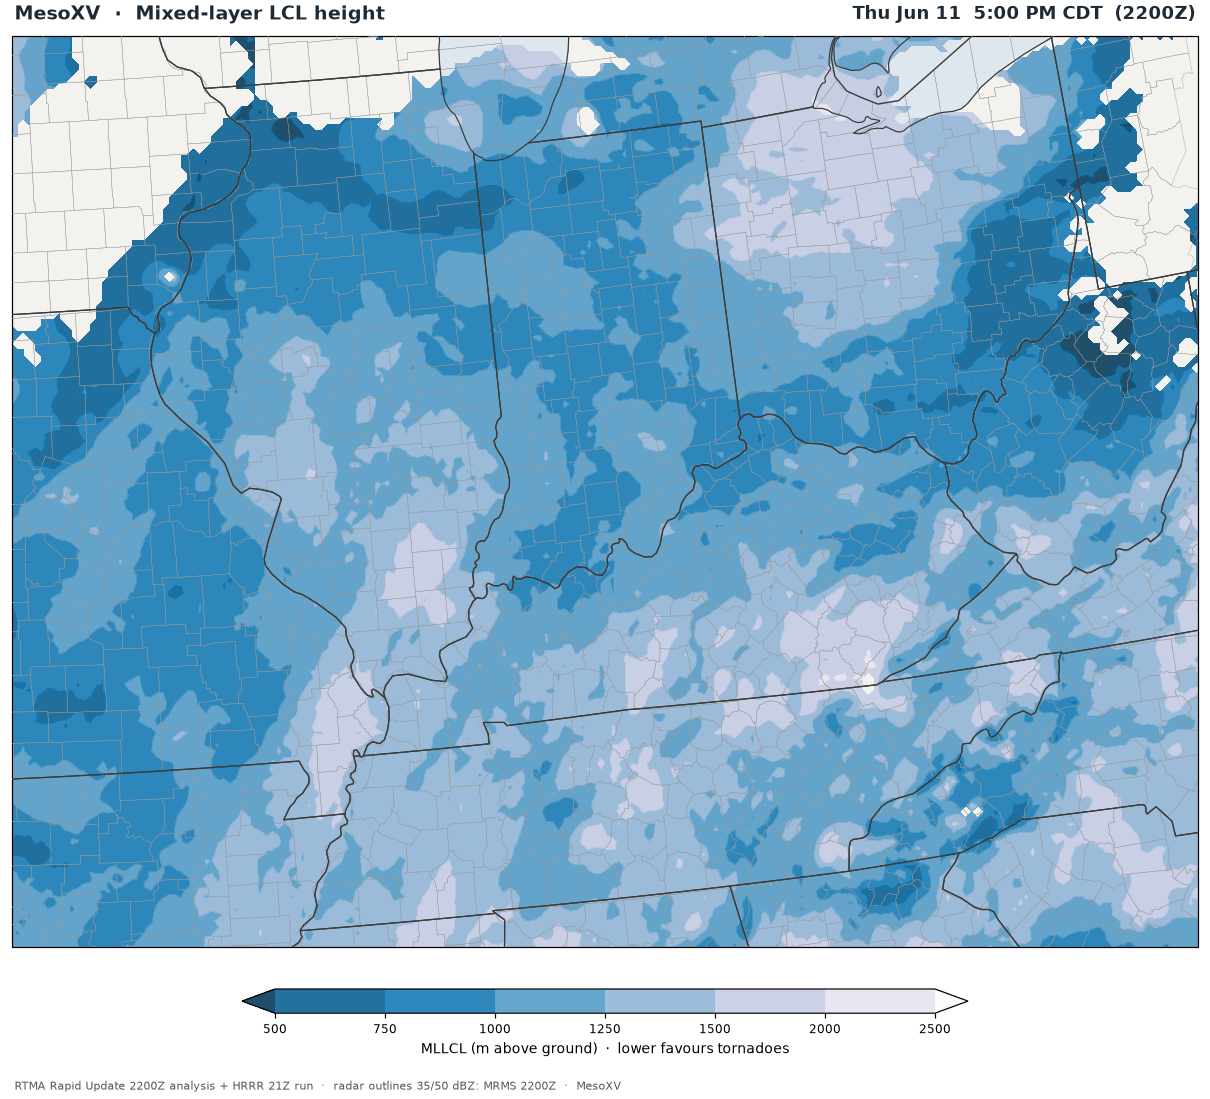 MesoXV · Mixed-layer LCL height
Thu Jun 11 5:00 PM CDT (2200Z)
500 750 1000 1250 1500 2000 2500
MLLCL (m above ground) · lower favours tornadoes
RTMA Rapid Update 2200Z analysis + HRRR 21Z run · radar outlines 35/50 dBZ: MRMS 2200Z · MesoXV